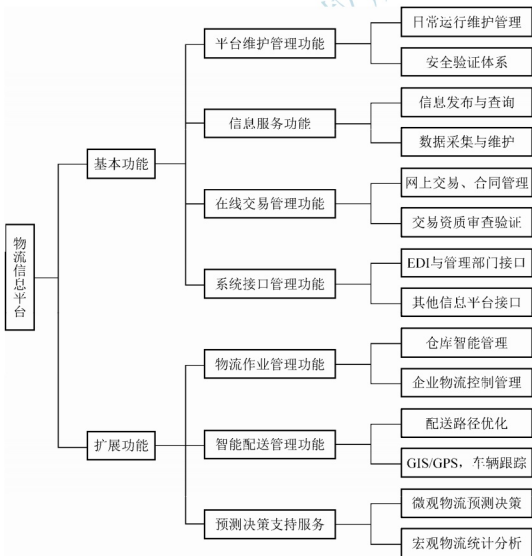 物流信息平台
基本功能
平台维护管理功能
日常运行维护管理
安全验证体系
信息服务功能
信息发布与查询
数据采集与维护
在线交易管理功能
网上交易、合同管理
交易资质审查验证
系统接口管理功能
EDI与管理部门接口
其他信息平台接口
扩展功能
物流作业管理功能
仓库智能管理
企业物流控制管理
智能配送管理功能
配送路径优化
GIS/GPS，车辆跟踪
预测决策支持服务
微观物流预测决策
宏观物流统计分析